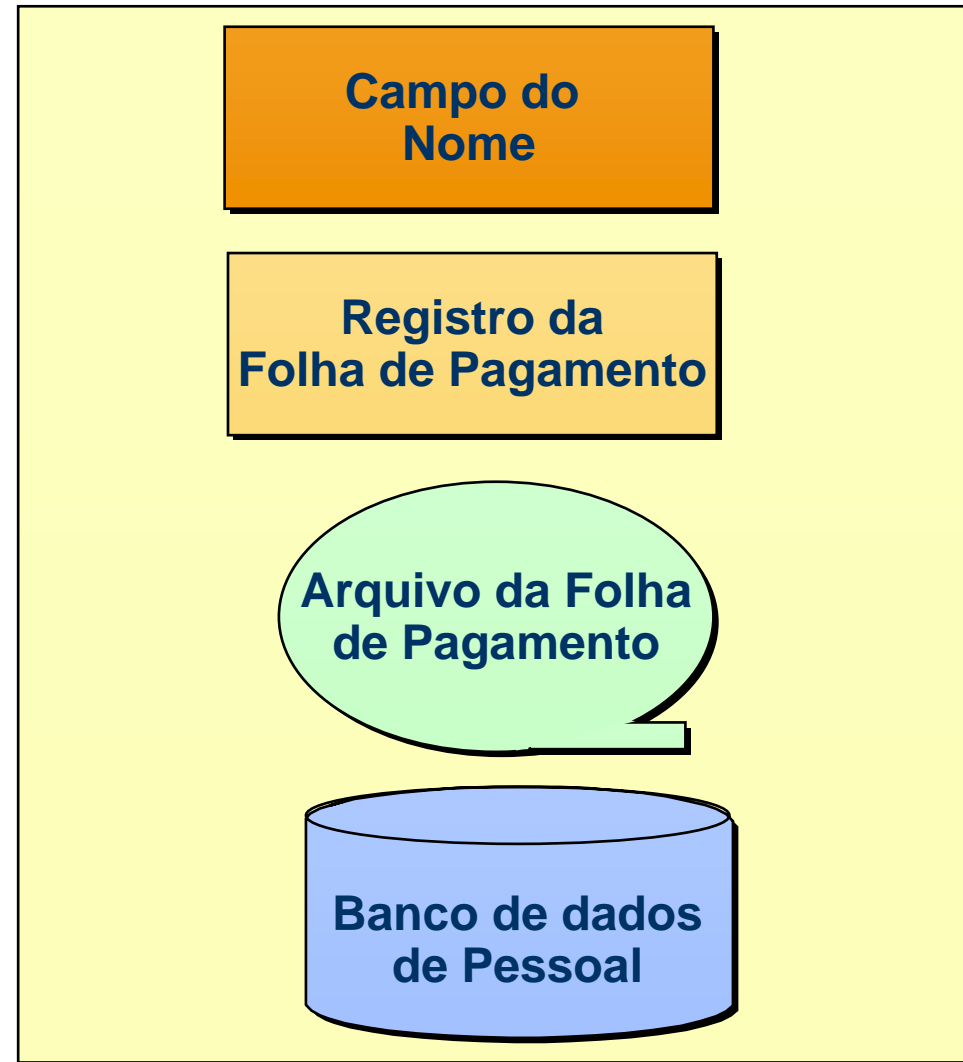 Campo do
Nome
Registro da
Folha de Pagamento
Arquivo da Folha
de Pagamento
Banco de dados
de Pessoal